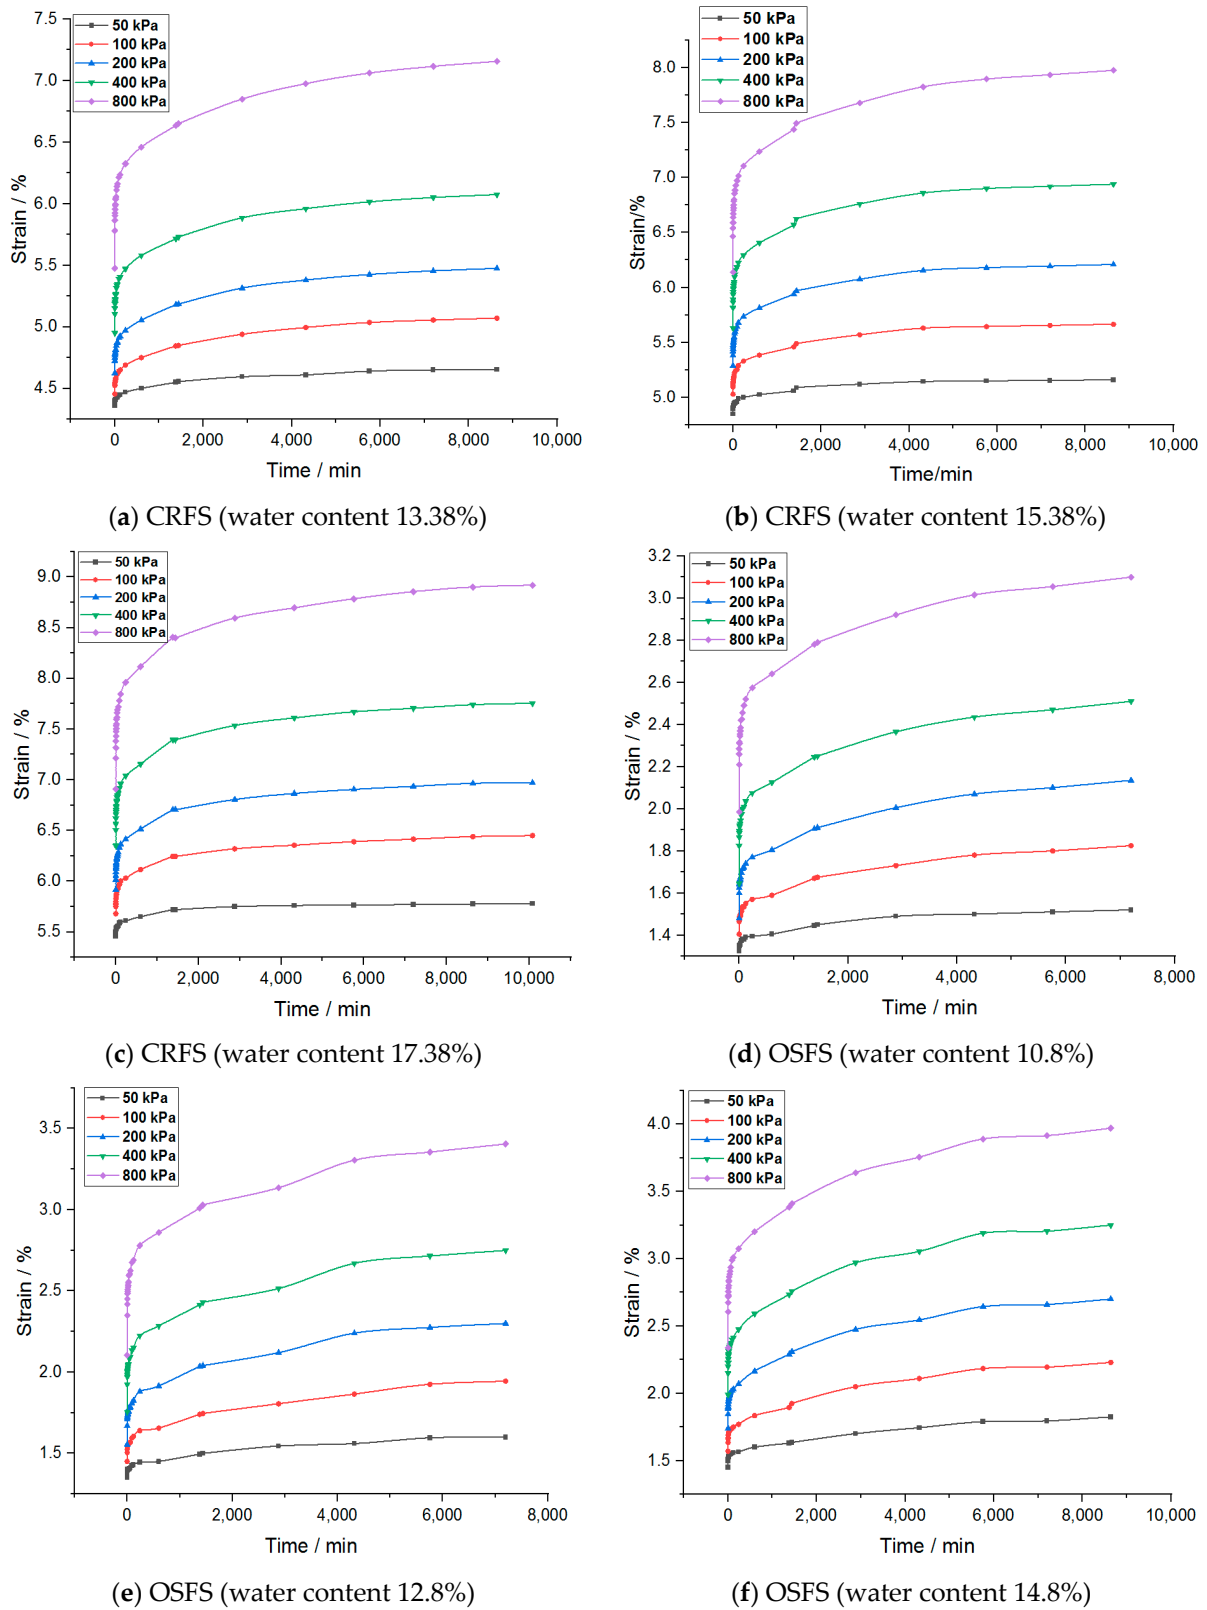 7.5
7.0
6.5
6.0
5.5
5.0
4.5
Strain / %
50 kPa
100 kPa
200 kPa
400 kPa
800 kPa
0 2,000 4,000 6,000 8,000 10,000
Time / min
(a) CRFS (water content 13.38%)
8.0
7.5
7.0
6.5
6.0
5.5
5.0
Strain/%
50 kPa
100 kPa
200 kPa
400 kPa
800 kPa
0 2,000 4,000 6,000 8,000 10,000
Time/min
(b) CRFS (water content 15.38%)
9.0
8.5
8.0
7.5
7.0
6.5
6.0
5.5
Strain / %
50 kPa
100 kPa
200 kPa
400 kPa
800 kPa
0 2,000 4,000 6,000 8,000 10,000
Time / min
(c) CRFS (water content 17.38%)
3.2
3.0
2.8
2.6
2.4
2.2
2.0
1.8
1.6
1.4
Strain / %
50 kPa
100 kPa
200 kPa
400 kPa
800 kPa
0 2,000 4,000 6,000 8,000
Time / min
(d) OSFS (water content 10.8%)
3.5
3.0
2.5
2.0
1.5
Strain / %
50 kPa
100 kPa
200 kPa
400 kPa
800 kPa
0 2,000 4,000 6,000 8,000
Time / min
(e) OSFS (water content 12.8%)
4.0
3.5
3.0
2.5
2.0
1.5
Strain / %
50 kPa
100 kPa
200 kPa
400 kPa
800 kPa
0 2,000 4,000 6,000 8,000 10,000
Time / min
(f) OSFS (water content 14.8%)